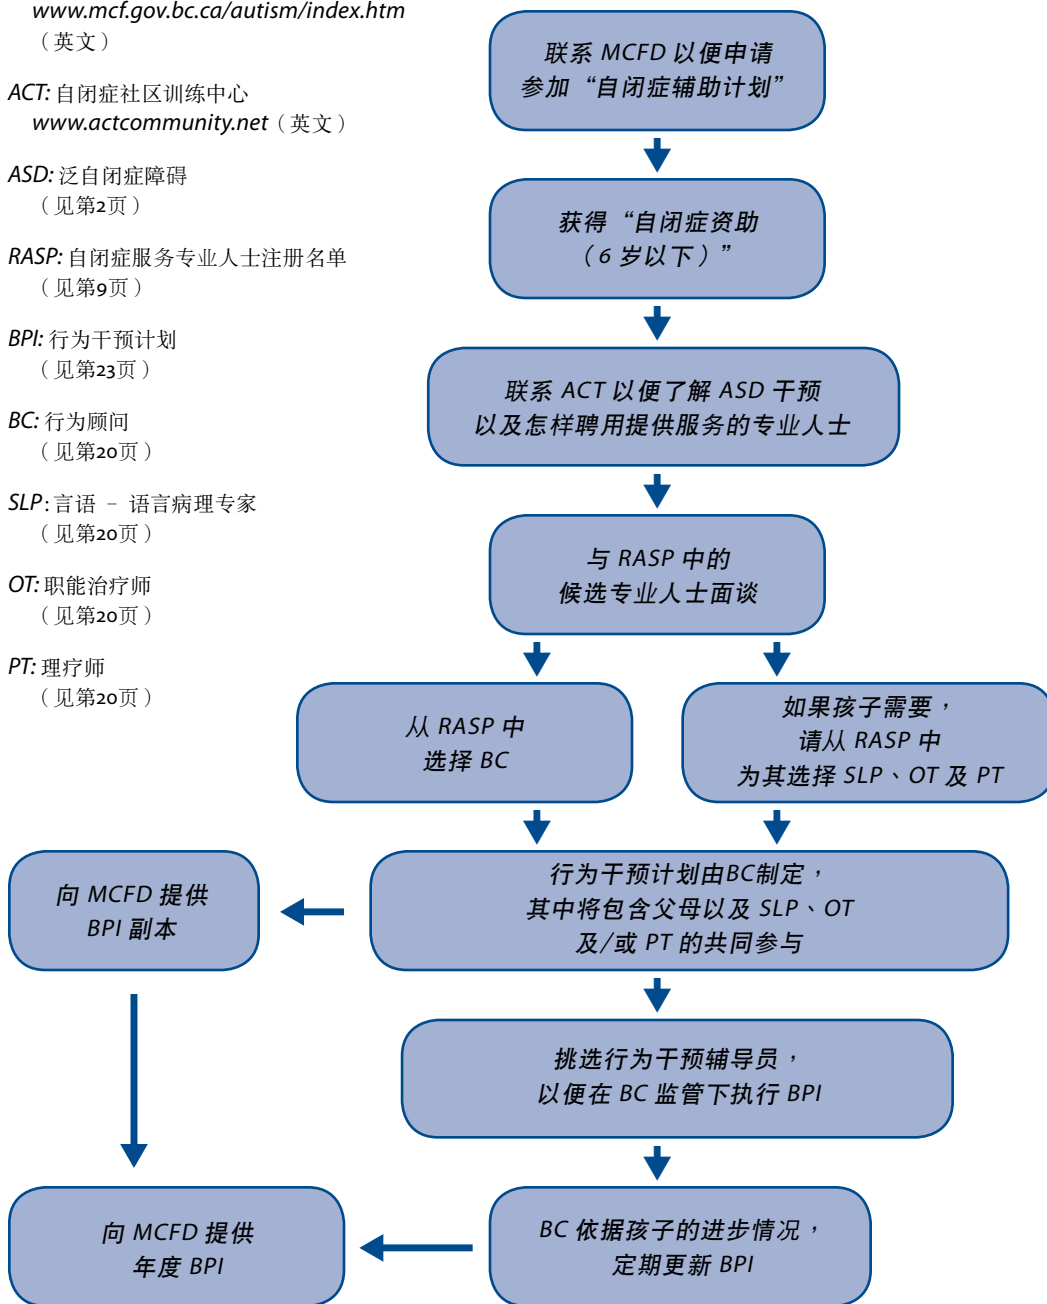 www.mcf.gov.bc.ca/autism/index.htm
（英文）
ACT: 自闭症社区训练中心
www.actcommunity.net（英文）
ASD: 泛自闭症障碍
（见第2页）
RASP: 自闭症服务专业人士注册名单
（见第9页）
BPI: 行为干预计划
（见第23页）
BC: 行为顾问
（见第20页）
SLP: 言语 – 语言病理专家
（见第20页）
OT: 职能治疗师
（见第20页）
PT: 理疗师
（见第20页）
联系 MCFD 以便申请
参加“自闭症辅助计划”
获得“自闭症资助
（6 岁以下）”
联系 ACT 以便了解 ASD 干预
以及怎样聘用提供服务的专业人士
与 RASP 中的
候选专业人士面谈
从 RASP 中
选择 BC
如果孩子需要，
请从 RASP 中
为其选择 SLP、OT 及 PT
行为干预计划由BC制定，
其中将包含父母以及 SLP、OT
及/或 PT 的共同参与
向 MCFD 提供
BPI 副本
挑选行为干预辅导员，
以便在 BC 监管下执行 BPI
BC 依据孩子的进步情况，
定期更新 BPI
向 MCFD 提供
年度 BPI